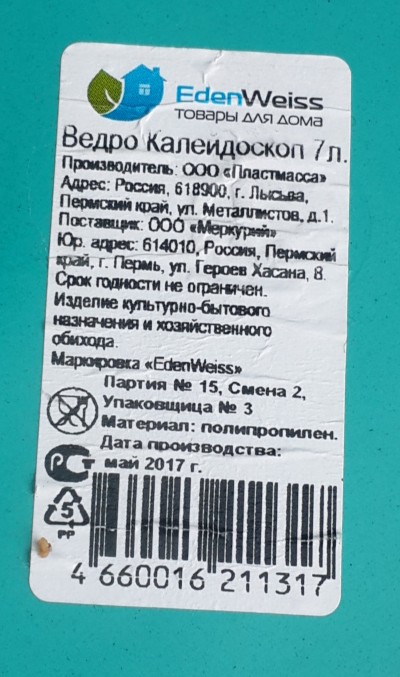 EdenWeiss
товары для дома
Ведро Калейдоскоп 7л.
Производитель: ООО «Пластмасса»
Адрес: Россия, 618900, г. Лысьва,
Пермский край, ул. Металлистов, д.1.
Поставщик: ООО «Меркурий»
Юр. адрес: 614010, Россия, Пермский
край, г. Пермь, ул. Героев Хасана, 8.
Срок годности не ограничен.
Изделие культурно-бытового
назначения и хозяйственного
обихода.
Маркировка «EdenWeiss»
Партия № 15, Смена 2,
Упаковщица № 3
Материал: полипропилен.
Дата производства:
май 2017 г.
5
PP
4 660016 211317